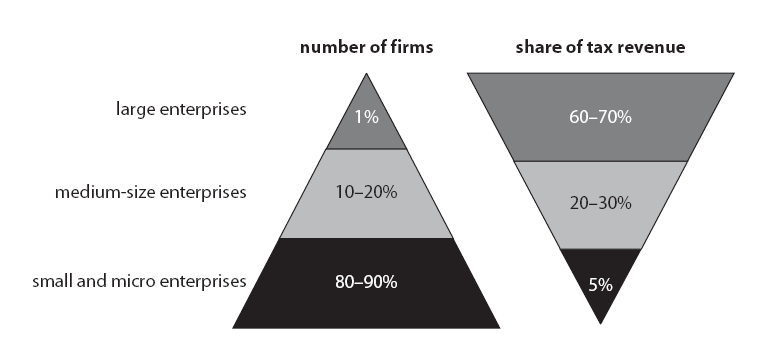 number of firms share of tax revenue
large enterprises 1% 60–70%
medium-size enterprises 10–20% 20–30%
small and micro enterprises 80–90% 5%